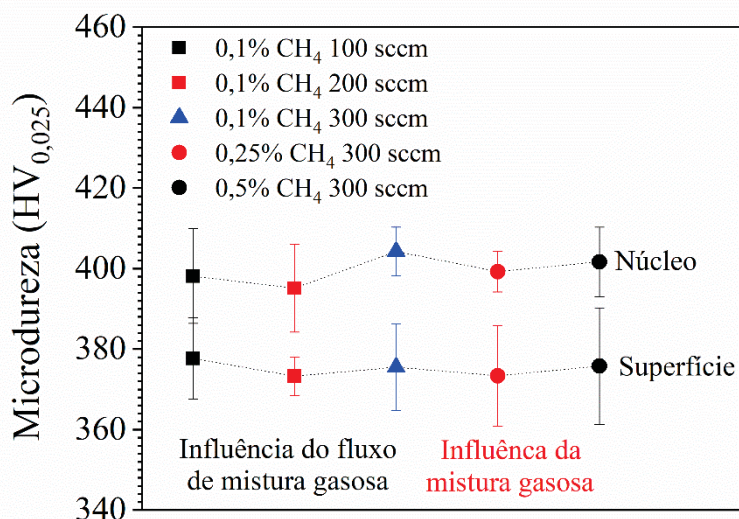 Microdureza (HV0,025)
460
440
420
400
380
360
340
0,1% CH4 100 sccm
0,1% CH4 200 sccm
0,1% CH4 300 sccm
0,25% CH4 300 sccm
0,5% CH4 300 sccm
Núcleo
Superfície
Influência do fluxo
de mistura gasosa
Influênca da
mistura gasosa